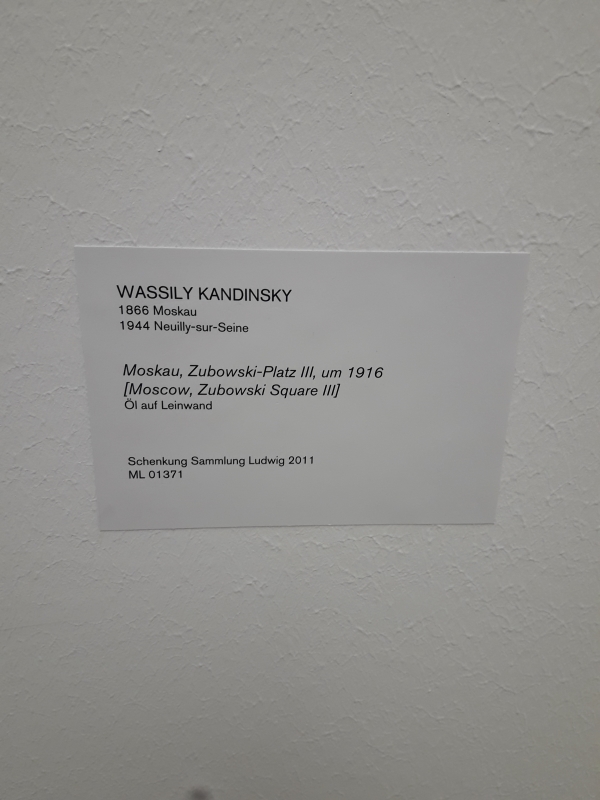 WASSILY KANDINSKY
1866 Moskau
1944 Neuilly-sur-Seine
Moskau, Zubowski-Platz III, um 1916
[Moscow, Zubowski Square III]
Öl auf Leinwand
Schenkung Sammlung Ludwig 2011
ML 01371